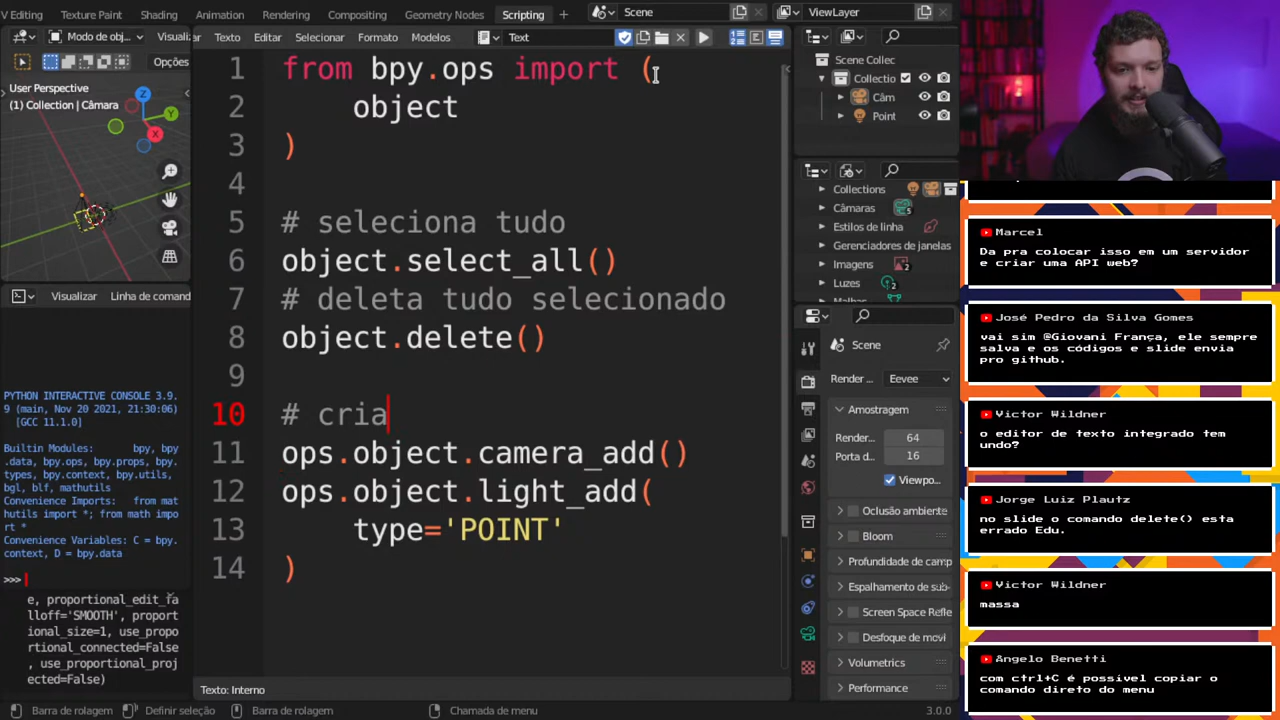 V Editing
Texture Paint
Shading
Animation
Rendering
Compositing
Geometry Nodes
Scripting
Scene
ViewLayer
Modo de obj...
Visualiz
Texto
Editar
Selecionar
Formato
Modelos
Text
Opções
User Perspective
(1) Collection | Câmara
Z
Y
X
1 from bpy.ops import (
2 object
3 )
4
5 # seleciona tudo
6 object.select_all()
7 # deleta tudo selecionado
8 object.delete()
9
10 # cria
11 ops.object.camera_add()
12 ops.object.light_add(
13 type='POINT'
14 )
Texto: Interno
Visualizar
Linha de comand
PYTHON INTERACTIVE CONSOLE 3.9.
9 (main, Nov 20 2021, 21:30:06)
[GCC 11.1.0]
Builtin Modules: bpy, bpy
.data, bpy.ops, bpy.props, bpy.
types, bpy.context, bpy.utils,
bgl, blf, mathutils
Convenience Imports: from mat
hutils import *; from math impo
rt *
Convenience Variables: C = bpy.
context, D = bpy.data
>>>
e, proportional_edit_fa
lloff='SMOOTH', proport
ional_size=1, use_propo
rtional_connected=False
, use_proportional_proj
ected=False)
Scene Collec
Collectio
Câm
Point
Collections
Câmaras
5
Estilos de linha
Gerenciadores de janelas
Imagens
2
Luzes
2
Malhas
Scene
Render ...
Eevee
Amostragem
Render...
64
Porta d...
16
Viewpo...
Oclusão ambiente
Bloom
Profundidade de camp
Espalhamento de sub-
Screen Space Refle
Desfoque de movi
Volumetrics
Performance
Marcel
Da pra colocar isso em um servidor
e criar uma API web?
José Pedro da Silva Gomes
vai sim @Giovani França, ele sempre
salva e os códigos e slide envia
pro github.
Victor Wildner
o editor de texto integrado tem
undo?
Jorge Luiz Plautz
no slide o comando delete() esta
errado Edu.
Victor Wildner
massa
Angelo Benetti
com ctrl+C é possivel copiar o
comando direto do menu
Barra de rolagem
Definir seleção
Barra de rolagem
Chamada de menu
3.0.0